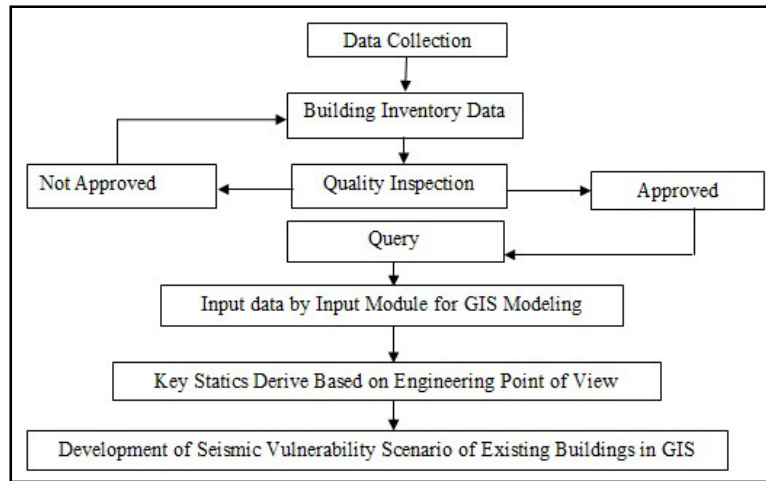 Data Collection
Building Inventory Data
Not Approved
Quality Inspection
Approved
Query
Input data by Input Module for GIS Modeling
Key Statics Derive Based on Engineering Point of View
Development of Seismic Vulnerability Scenario of Existing Buildings in GIS